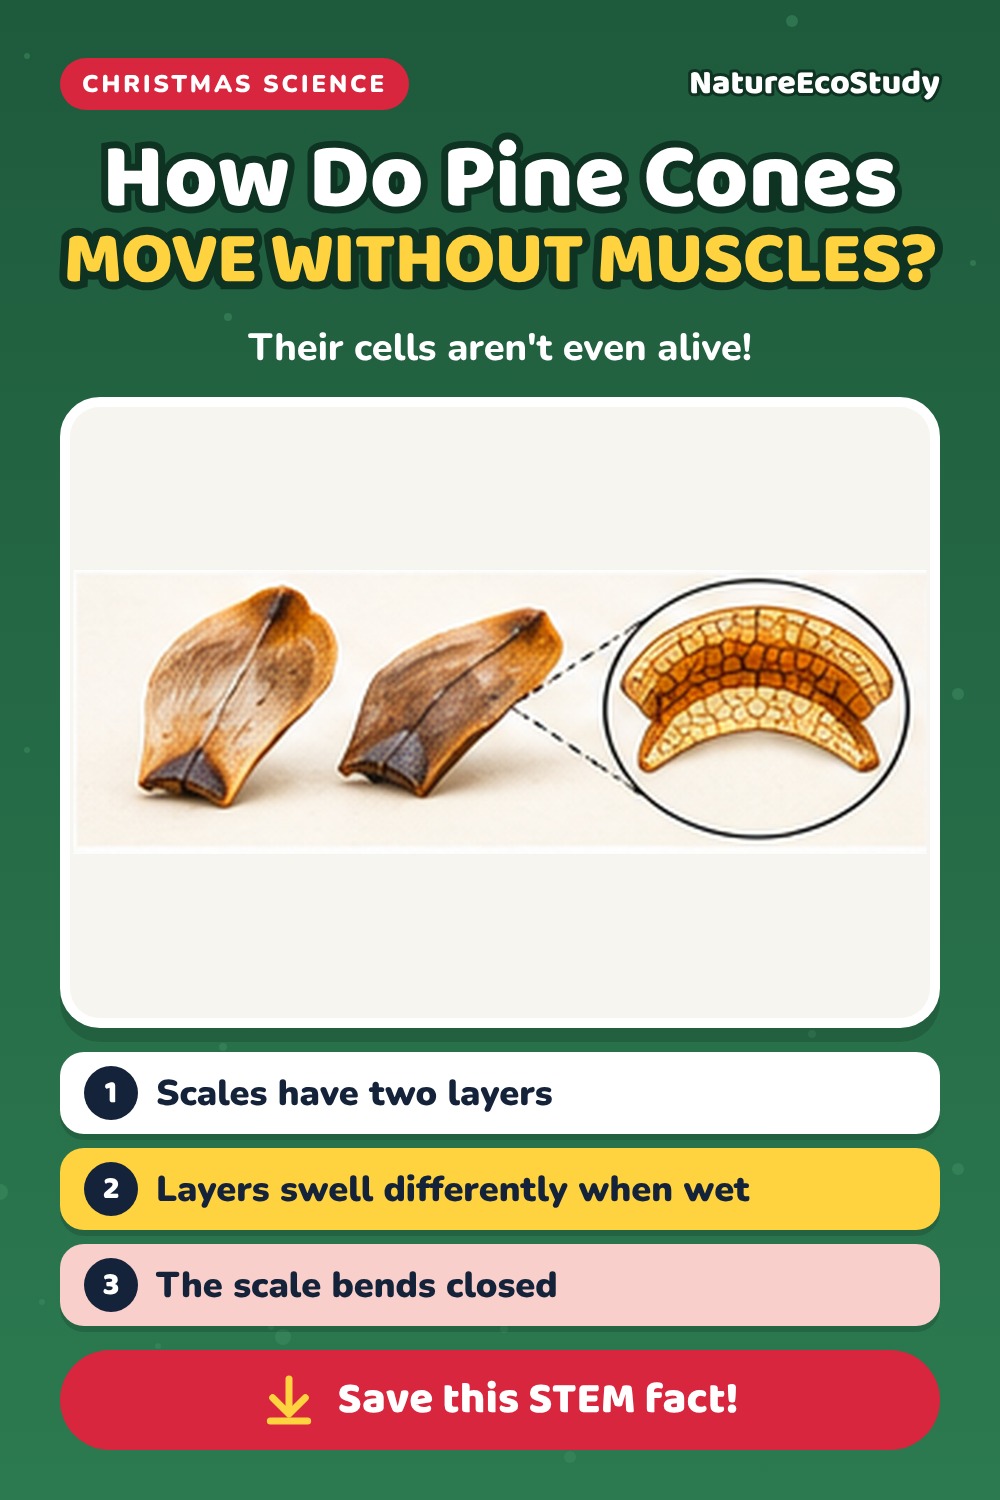 CHRISTMAS SCIENCE
NatureEcoStudy
How Do Pine Cones
MOVE WITHOUT MUSCLES?
Their cells aren't even alive!
1 Scales have two layers
2 Layers swell differently when wet
3 The scale bends closed
Save this STEM fact!